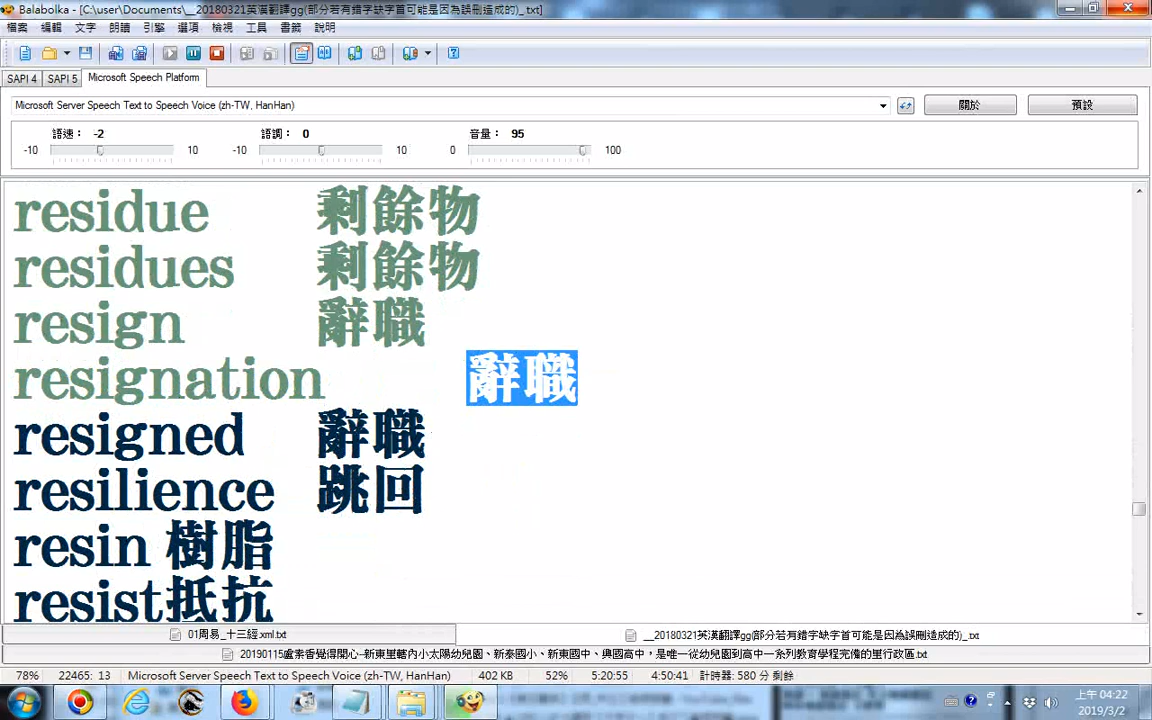 Balabolka - [C:\user\Documents\__20180321英漢翻譯gg(部分若有錯字缺字首可能是因為誤刪造成的)_.txt]
檔案 編輯 文字 朗讀 引擎 選項 檢視 工具 書籤 說明
SAPI 4 SAPI 5 Microsoft Speech Platform
Microsoft Server Speech Text to Speech Voice (zh-TW, HanHan) 關於 預設
語速： -2 語調： 0 音量： 95
-10 10 -10 10 0 100
residue 剩餘物
residues 剩餘物
resign 辭職
resignation 辭職
resigned 辭職
resilience 跳回
resin 樹脂
resist抵抗
01周易_十三經.xml.txt __20180321英漢翻譯gg(部分若有錯字缺字首可能是因為誤刪造成的)_.txt
20190115盧素香覺得開心-新東里轄內小太陽幼兒園、新泰國小、新東國中、興國高中，是唯一從幼兒園到高中一系列教育學程完備的里行政區.txt
78% 22465: 13 Microsoft Server Speech Text to Speech Voice (zh-TW, HanHan) 402 KB 52% 5:20:55 4:50:41 計時器: 580 分 剩餘
上午 04:22
2019/3/2